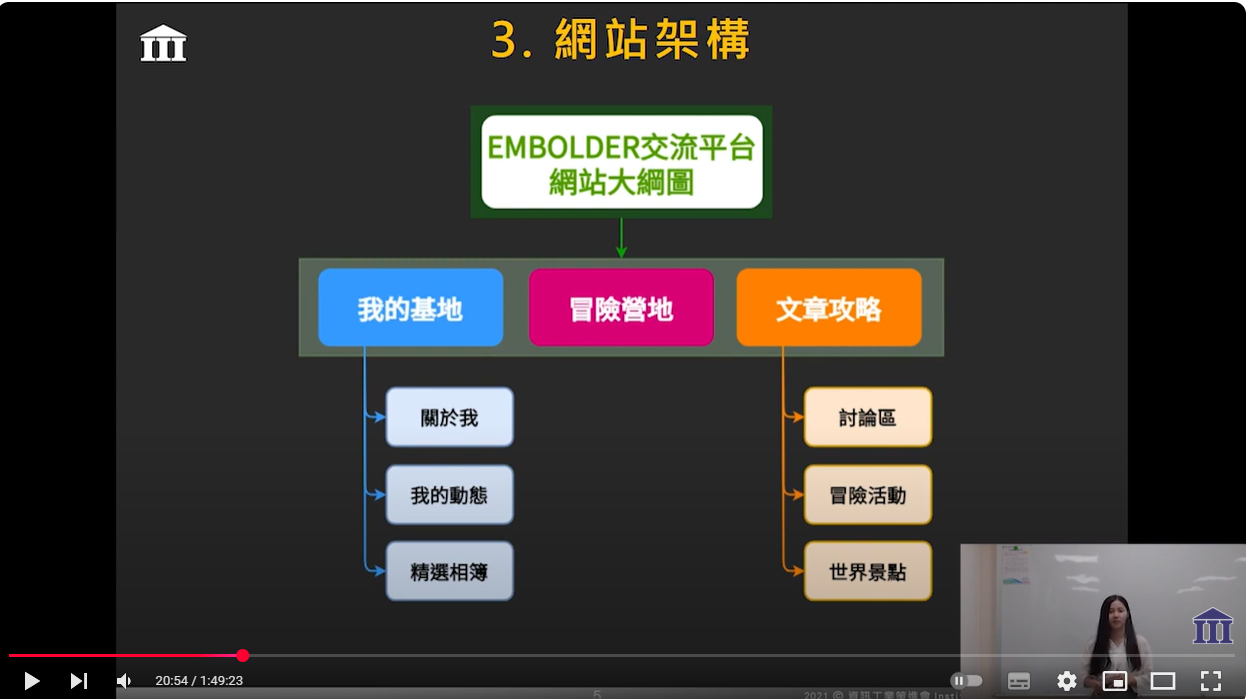 3. 網站架構
EMBOLDER交流平台
網站大綱圖
我的基地
冒險營地
文章攻略
關於我
我的動態
精選相簿
討論區
冒險活動
世界景點
20:54 / 1:49:23
5
2021 © 資訊工業策進會 Insti